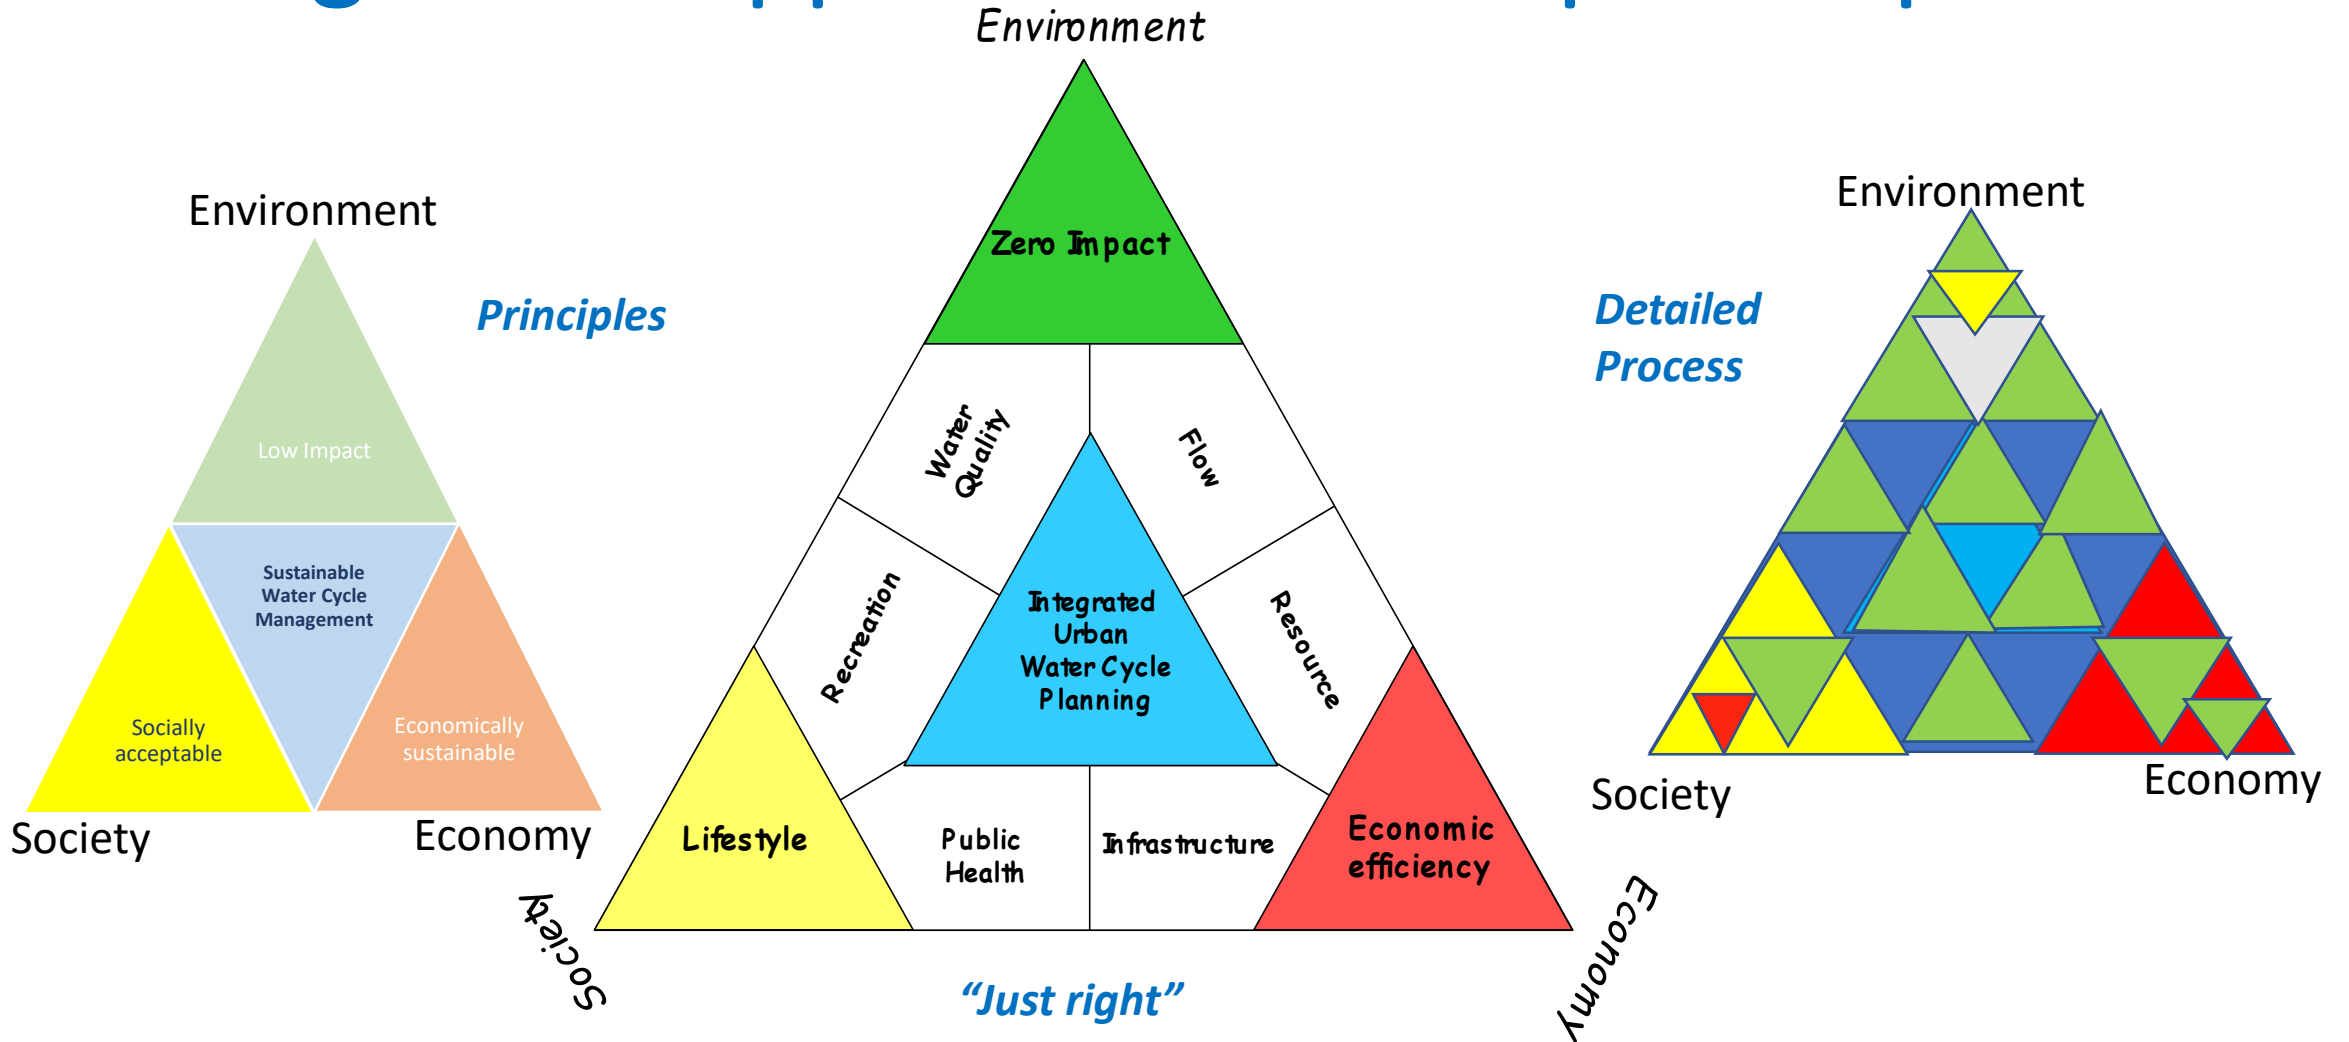 Environment
Low Impact
Sustainable
Water Cycle
Management
Socially
acceptable
Economically
sustainable
Society
Economy
Principles
Environment
Zero Impact
Water
Quality
Flow
Recreation
Resource
Integrated
Urban
Water Cycle
Planning
Lifestyle
Public
Health
Infrastructure
Economic
efficiency
Society
Economy
“Just right”
Detailed
Process
Environment
Society
Economy